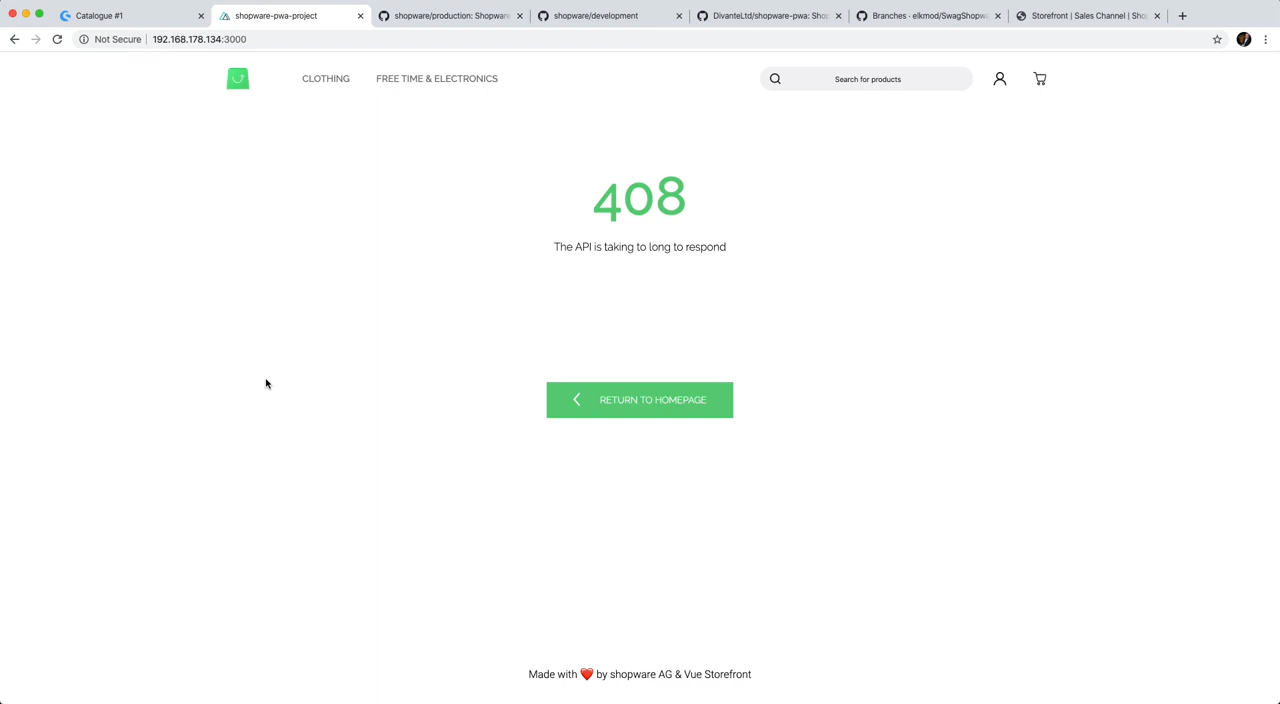 Catalogue #1
shopware-pwa-project
shopware/production: Shopware
shopware/development
DivanteLtd/shopware-pwa: Shop
Branches · elkmod/SwagShopw
Storefront | Sales Channel | Sho
Not Secure
192.168.178.134:3000
CLOTHING
FREE TIME & ELECTRONICS
Search for products
408
The API is taking to long to respond
RETURN TO HOMEPAGE
Made with ❤️ by shopware AG & Vue Storefront